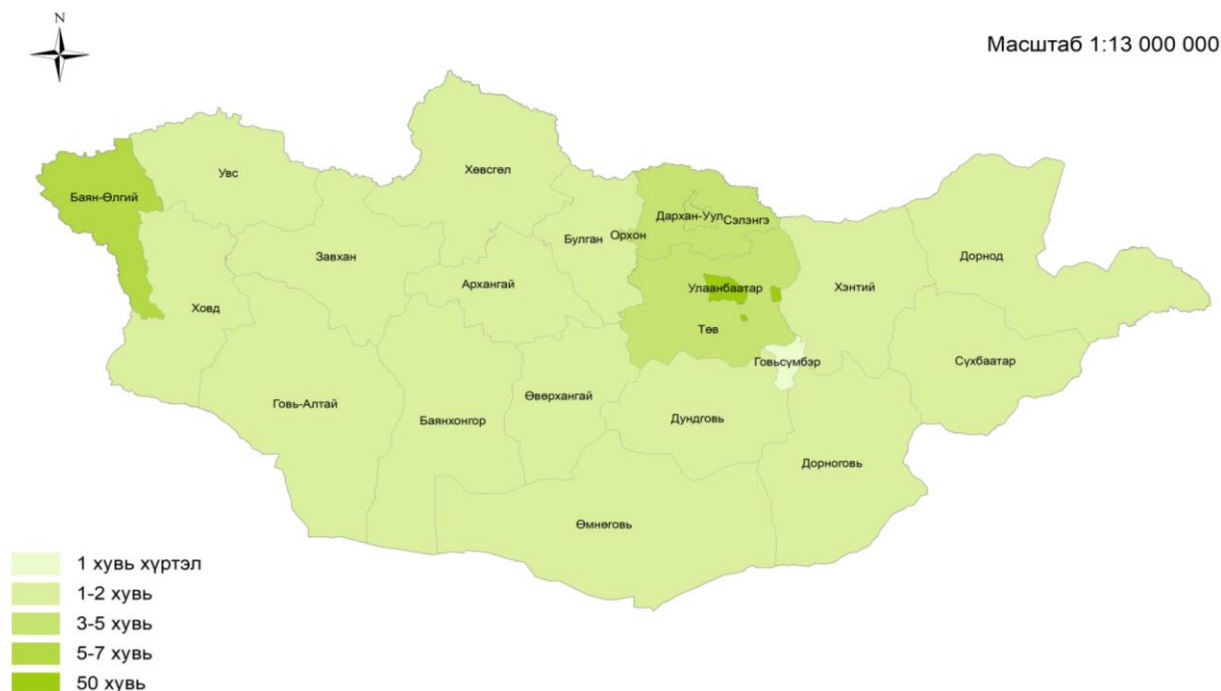 N
Масштаб 1:13 000 000
Хөвсгөл
Увс
Баян-Өлгий
Дархан-Уул
Сэлэнгэ
Орхон
Булган
Завхан
Дорнод
Архангай
Улаанбаатар
Хэнтий
Ховд
Төв
Говьсүмбэр
Сүхбаатар
Өвөрхангай
Говь-Алтай
Дундговь
Баянхонгор
Дорноговь
Өмнөговь
1 хувь хүртэл
1-2 хувь
3-5 хувь
5-7 хувь
50 хувь